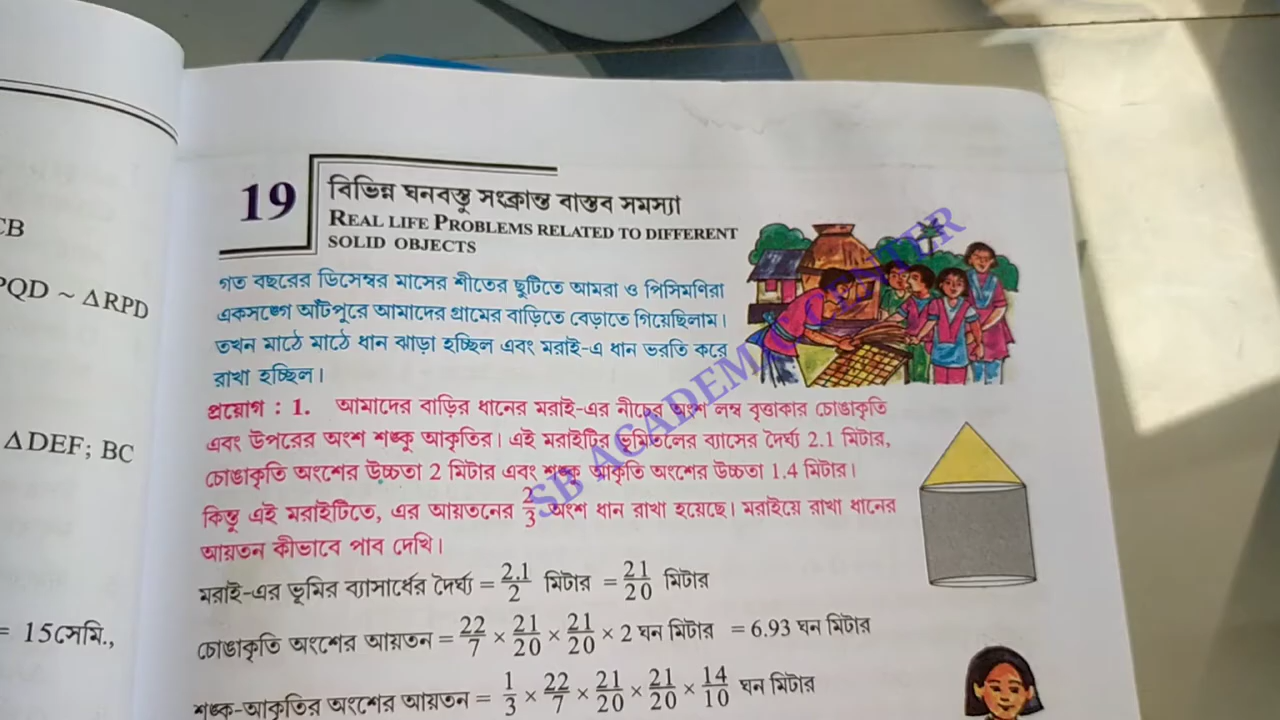 CB
PQD ~ ΔRPD
ΔDEF; BC
= 15সেমি.,
19
বিভিন্ন ঘনবস্তু সংক্রান্ত বাস্তব সমস্যা
REAL LIFE PROBLEMS RELATED TO DIFFERENT
SOLID OBJECTS
গত বছরের ডিসেম্বর মাসের শীতের ছুটিতে আমরা ও পিসিমণিরা
একসঙ্গে আঁটপুরে আমাদের গ্রামের বাড়িতে বেড়াতে গিয়েছিলাম।
তখন মাঠে মাঠে ধান ঝাড়া হচ্ছিল এবং মরাই-এ ধান ভরতি করে
রাখা হচ্ছিল।
প্রয়োগ : 1. আমাদের বাড়ির ধানের মরাই-এর নীচের অংশ লম্ব বৃত্তাকার চোঙাকৃতি
এবং উপরের অংশ শঙ্কু আকৃতির। এই মরাইটির ভূমিতলের ব্যাসের দৈর্ঘ্য 2.1 মিটার,
চোঙাকৃতি অংশের উচ্চতা 2 মিটার এবং শঙ্কু আকৃতি অংশের উচ্চতা 1.4 মিটার।
কিন্তু এই মরাইটিতে, এর আয়তনের 2/3 অংশ ধান রাখা হয়েছে। মরাইয়ে রাখা ধানের
আয়তন কীভাবে পাব দেখি।
মরাই-এর ভূমির ব্যাসার্ধের দৈর্ঘ্য = 2.1/2 মিটার = 21/20 মিটার
চোঙাকৃতি অংশের আয়তন = 22/7 × 21/20 × 21/20 × 2 ঘন মিটার = 6.93 ঘন মিটার
শঙ্কু-আকৃতির অংশের আয়তন = 1/3 × 22/7 × 21/20 × 21/20 × 14/10 ঘন মিটার
SB ACADEMIC CENTER